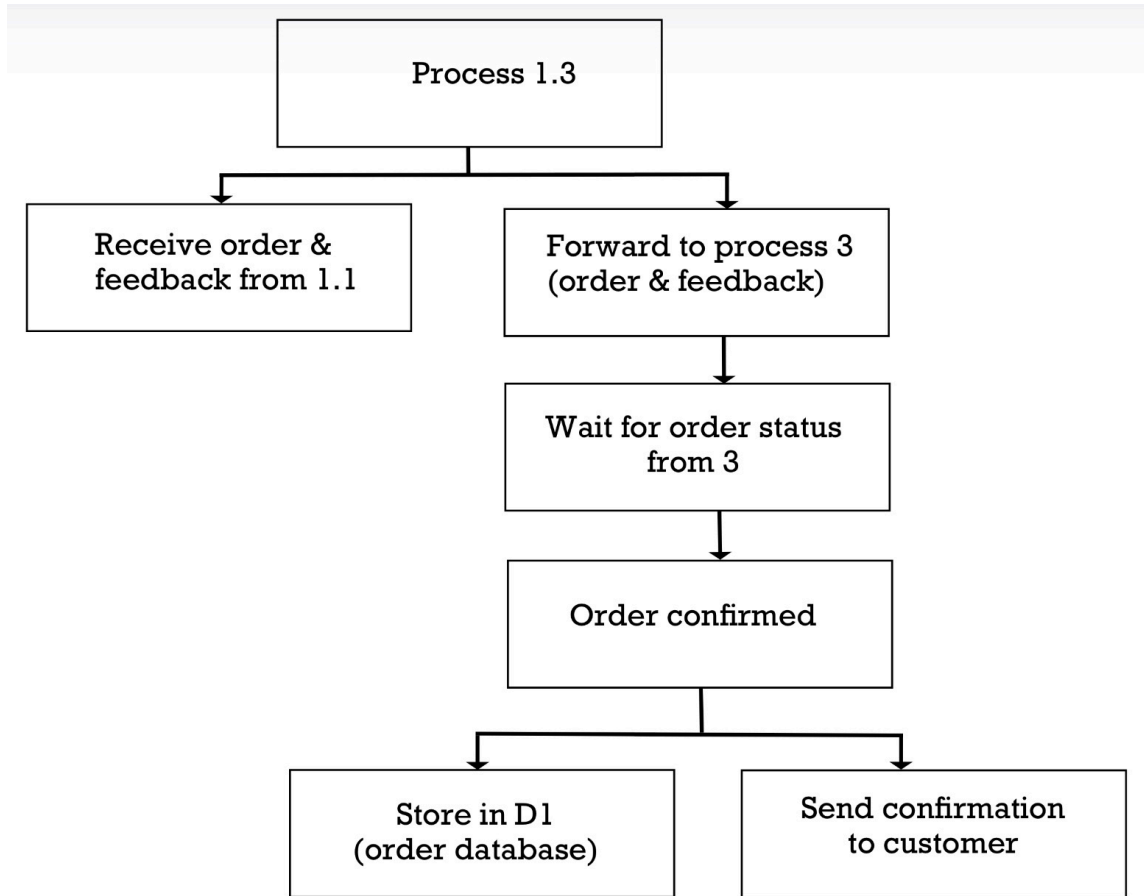 Process 1.3
Receive order &
feedback from 1.1
Forward to process 3
(order & feedback)
Wait for order status
from 3
Order confirmed
Store in D1
(order database)
Send confirmation
to customer